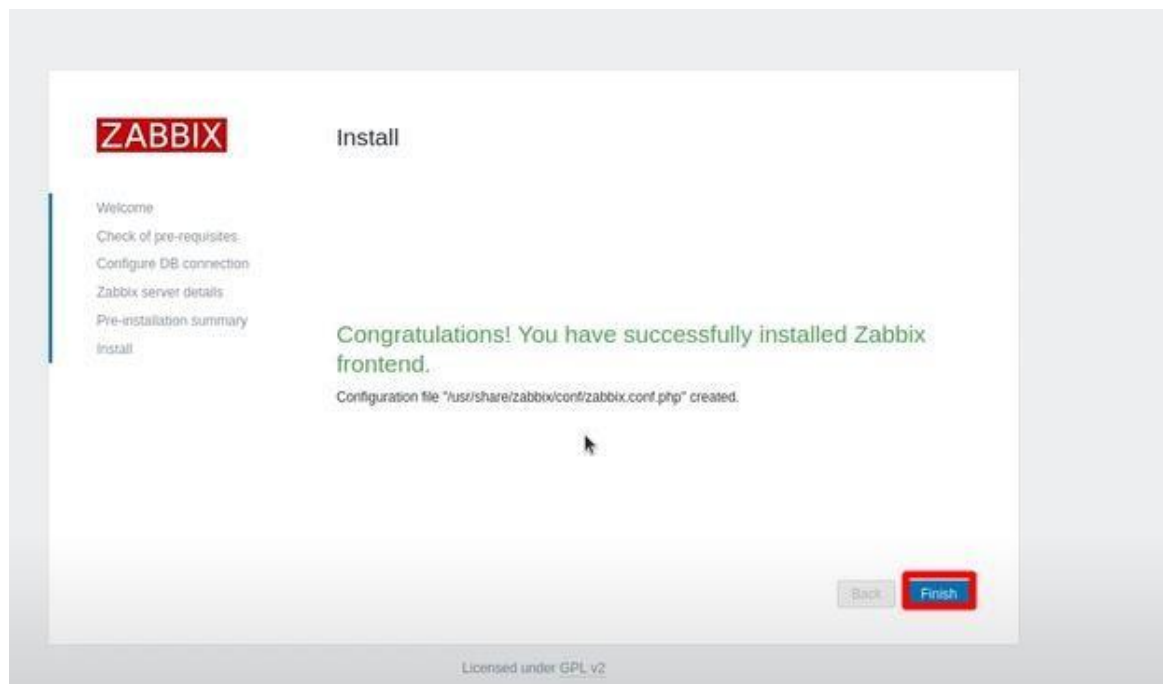 ZABBIX
Install
Welcome
Check of pre-requisites
Configure DB connection
Zabbix server details
Pre-installation summary
Install
Congratulations! You have successfully installed Zabbix
frontend.
Configuration file "/usr/share/zabbix/conf/zabbix.conf.php" created.
Back
Finish
Licensed under GPL v2